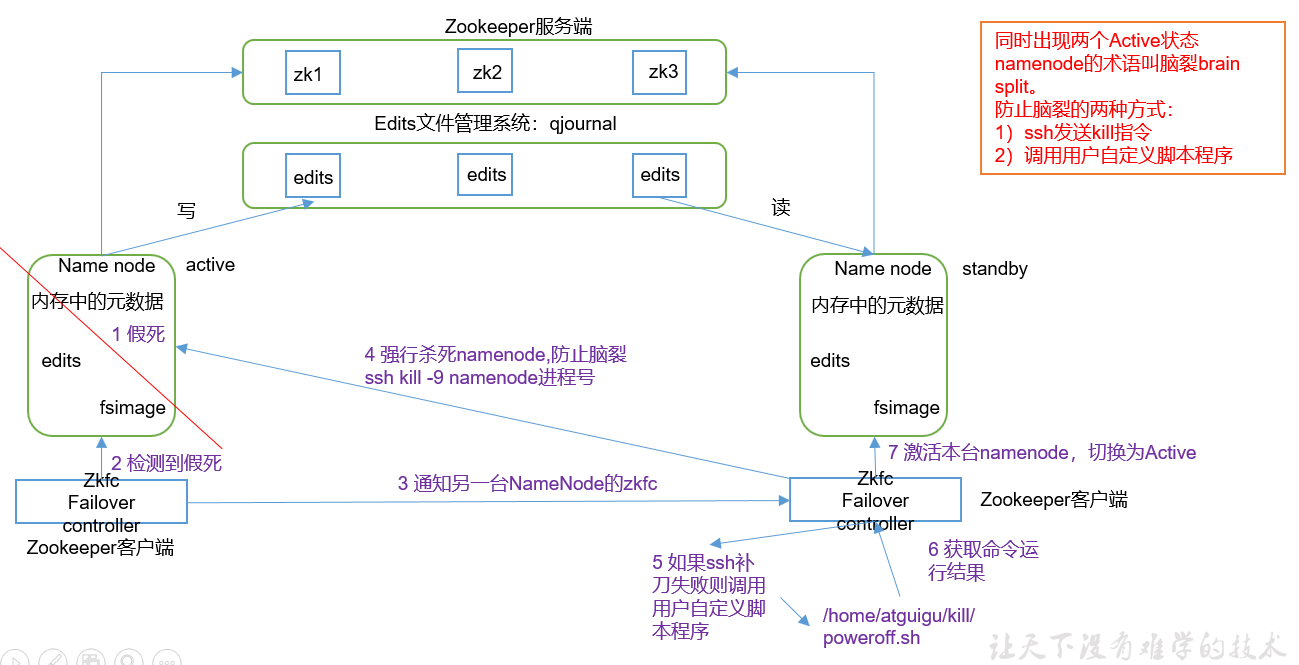 Zookeeper服务端
zk1
zk2
zk3
Edits文件管理系统：qjournal
edits
edits
edits
写
读
同时出现两个Active状态
namenode的术语叫脑裂brain
split。
防止脑裂的两种方式：
1）ssh发送kill指令
2）调用用户自定义脚本程序
Name node
active
内存中的元数据
1 假死
edits
fsimage
Name node
standby
内存中的元数据
edits
fsimage
4 强行杀死namenode,防止脑裂
ssh kill -9 namenode进程号
2 检测到假死
Zkfc
Failover
controller
Zookeeper客户端
3 通知另一台NameNode的zkfc
7 激活本台namenode，切换为Active
Zkfc
Failover
controller
Zookeeper客户端
5 如果ssh补
刀失败则调用
用户自定义脚
本程序
6 获取命令运
行结果
/home/atguigu/kill/
poweroff.sh
让天下没有难学的技术